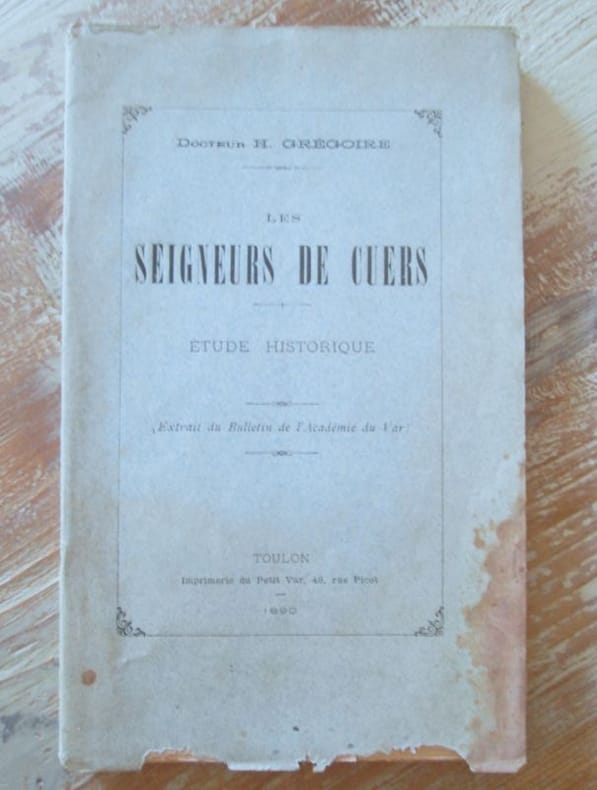 DOCTEUR H. GRÉGOIRE
LES
SEIGNEURS DE CUERS
ÉTUDE HISTORIQUE
(Extrait du Bulletin de l'Académie du Var)
TOULON
Imprimerie du Petit Var, 46, rue Picot
1890